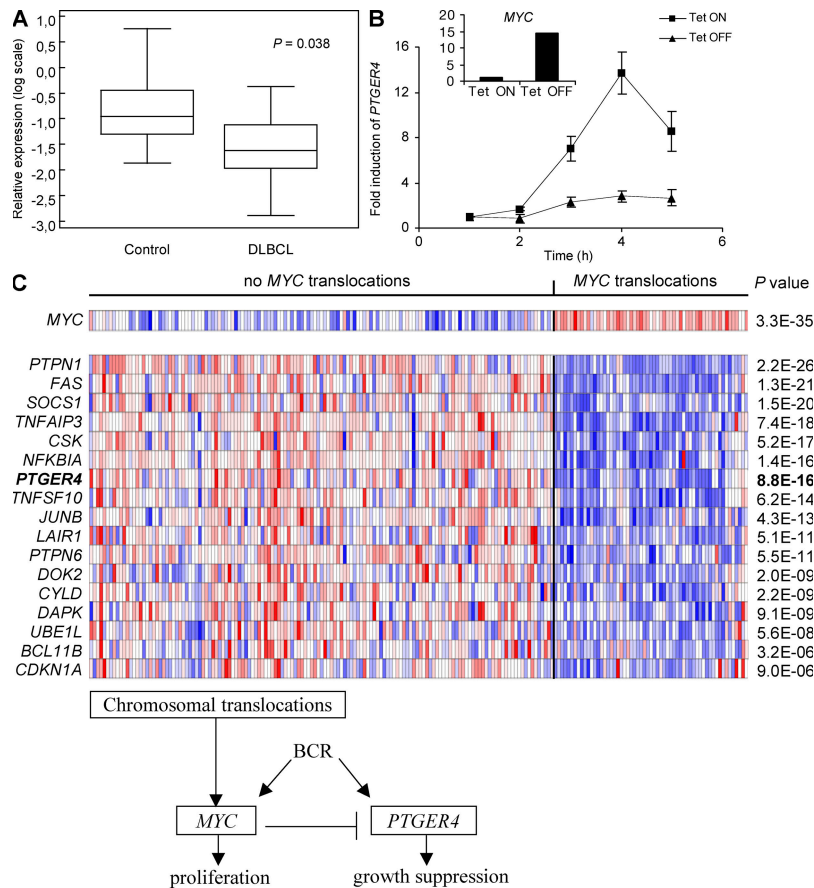 A
Relative expression (log scale)
1,0
0,5
0,0
-0,5
-1,0
-1,5
-2,0
-2,5
-3,0
P = 0.038
Control DLBCL
B
Fold induction of PTGER4
16
12
8
4
0
0 2 4 6
Time (h)
MYC
20
15
10
5
0
Tet ON Tet OFF
Tet ON
Tet OFF
C
no MYC translocations MYC translocations P value
MYC 3.3E-35
PTPN1 2.2E-26
FAS 1.3E-21
SOCS1 1.5E-20
TNFAIP3 7.4E-18
CSK 5.2E-17
NFKBIA 1.4E-16
PTGER4 8.8E-16
TNFSF10 6.2E-14
JUNB 4.3E-13
LAIR1 5.1E-11
PTPN6 5.5E-11
DOK2 2.0E-09
CYLD 2.2E-09
DAPK 9.1E-09
UBE1L 5.6E-08
BCL11B 3.2E-06
CDKN1A 9.0E-06
Chromosomal translocations
BCR
MYC PTGER4
proliferation growth suppression